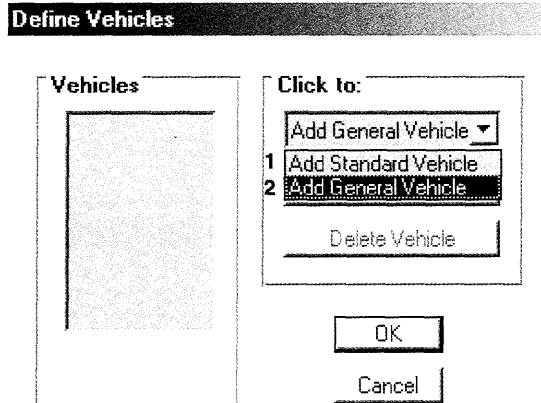 Define Vehicles
Vehicles
Click to:
Add General Vehicle
1 Add Standard Vehicle
2 Add General Vehicle
Delete Vehicle
OK
Cancel